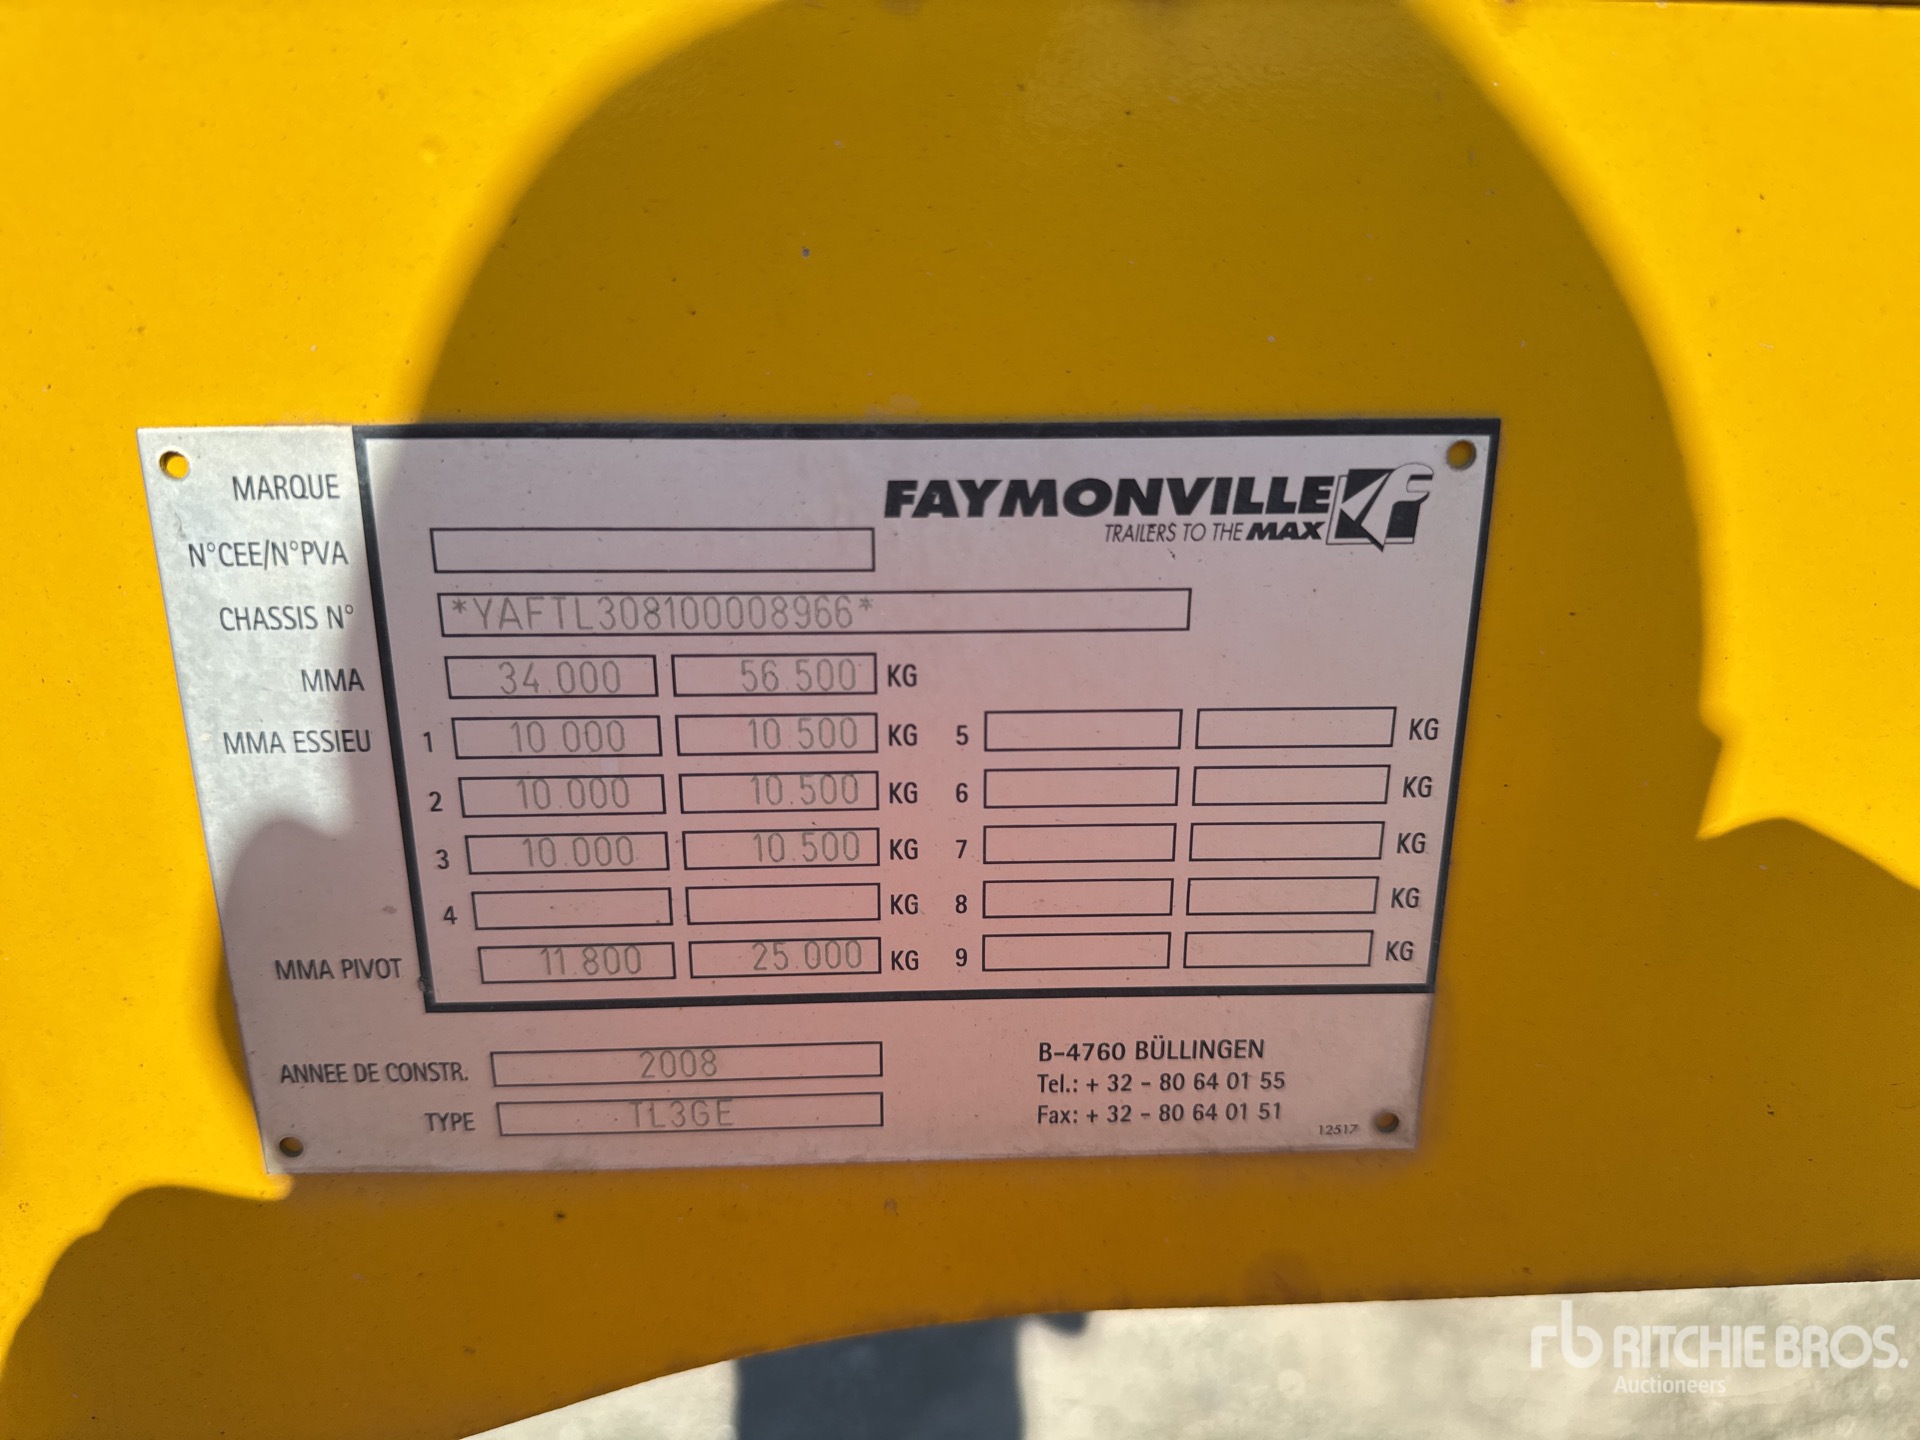 MARQUE
FAYMONVILLE
TRAILERS TO THE MAX
N°CEE/N°PVA
CHASSIS N° *YAFTL308100008966*
MMA 34.000 56.500 KG
MMA ESSIEU 1 10.000 10.500 KG 5 KG
2 10.000 10.500 KG 6 KG
3 10.000 10.500 KG 7 KG
4 KG 8 KG
MMA PIVOT 11.800 25.000 KG 9 KG
ANNEE DE CONSTR. 2008
TYPE TL3GE
B-4760 BÜLLINGEN
Tel.: + 32 - 80 64 01 55
Fax: + 32 - 80 64 01 51
12517
rb RITCHIE BROS.
Auctioneers